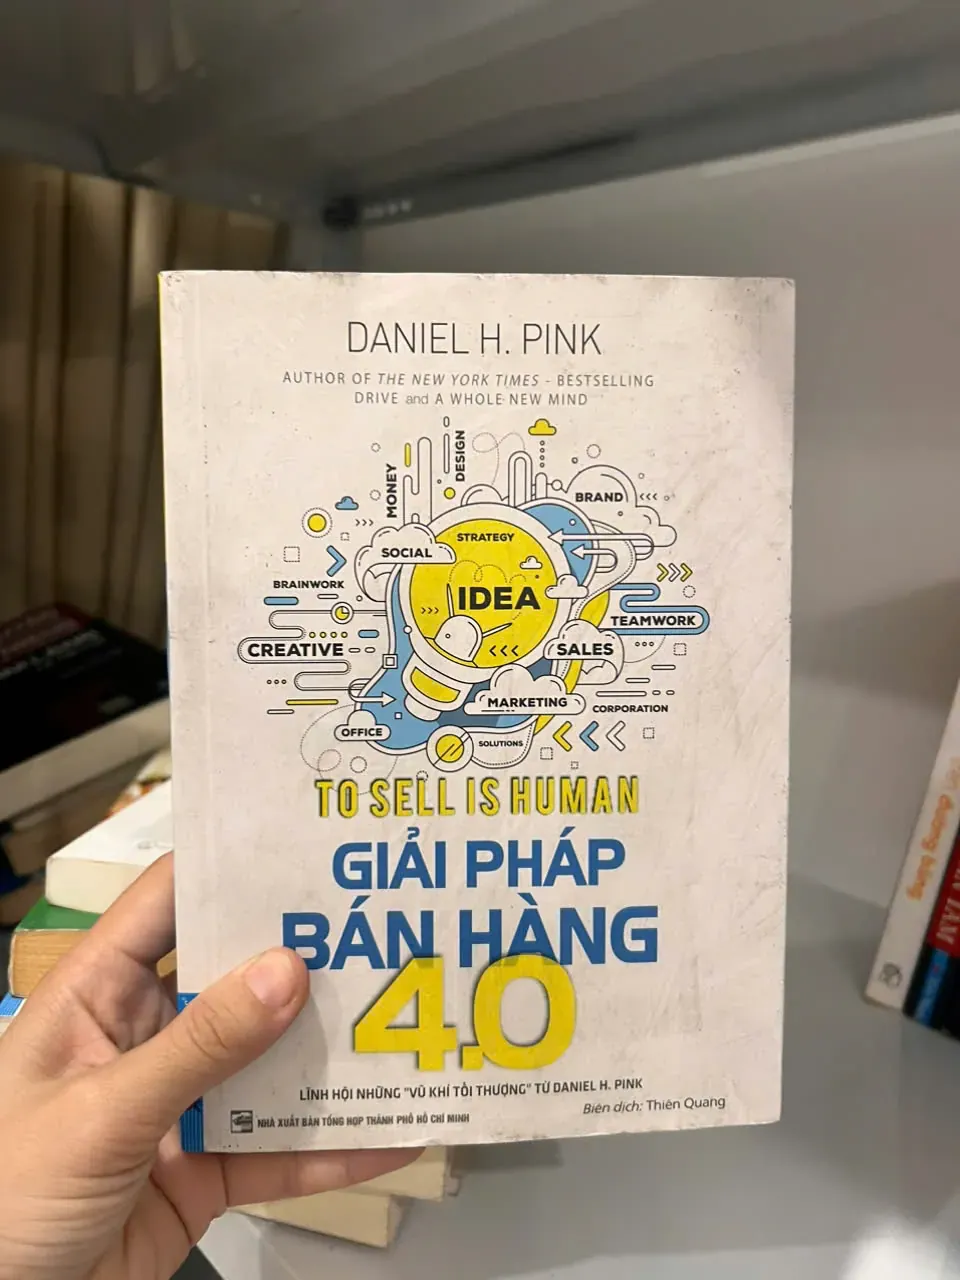 DANIEL H. PINK
AUTHOR OF THE NEW YORK TIMES - BESTSELLING
DRIVE and A WHOLE NEW MIND
MONEY
DESIGN
BRAND
STRATEGY
SOCIAL
BRAINWORK
IDEA
TEAMWORK
CREATIVE
SALES
MARKETING
CORPORATION
OFFICE
SOLUTIONS
TO SELL IS HUMAN
GIẢI PHÁP
BÁN HÀNG
4.0
LĨNH HỘI NHỮNG "VŨ KHÍ TỐI THƯỢNG" TỪ DANIEL H. PINK
Biên dịch: Thiên Quang
NHÀ XUẤT BẢN TỔNG HỢP THÀNH PHỐ HỒ CHÍ MINH